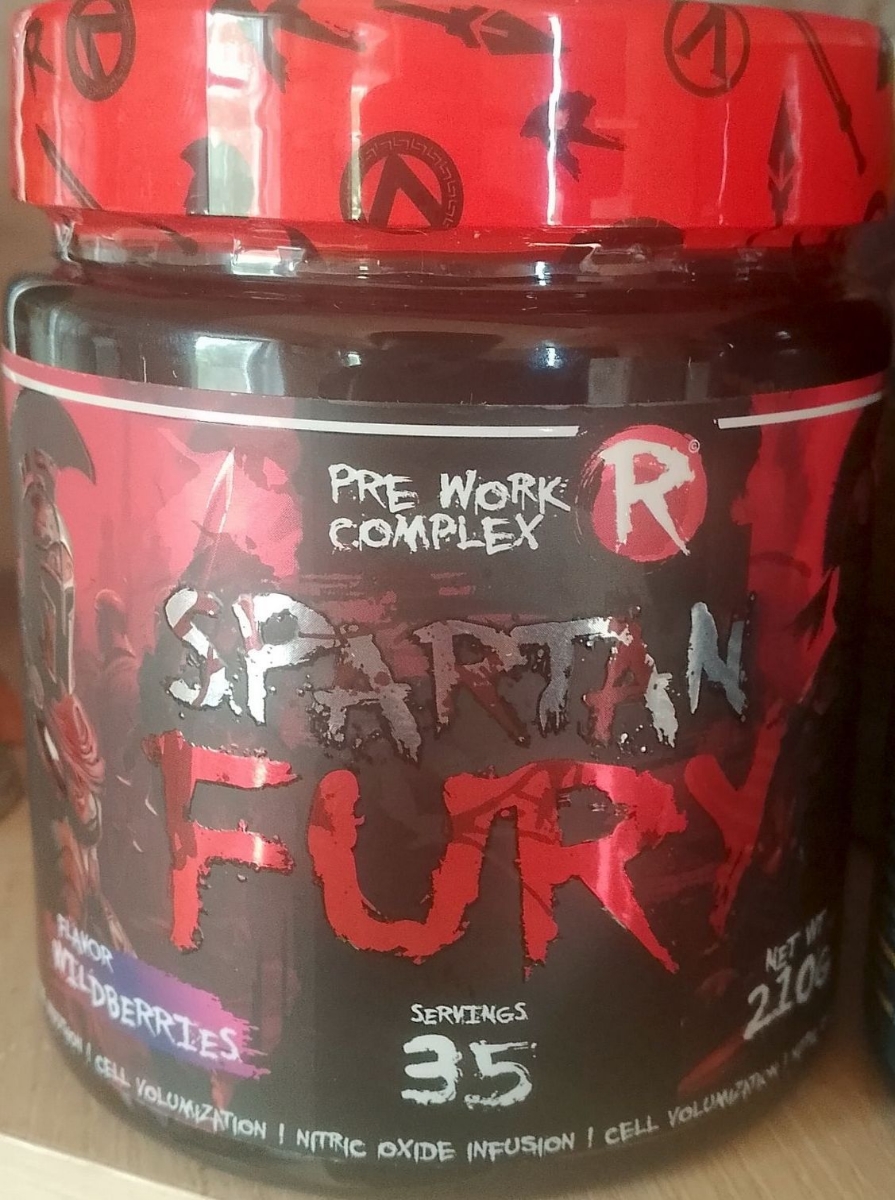 PRE WORK
COMPLEX
R
©
SPARTAN
FURY
FLAVOR
WILDBERRIES
SERVINGS
35
NET WT
210G
CELL VOLUMIZATION | NITRIC OXIDE INFUSION | CELL VOLUMIZATION |